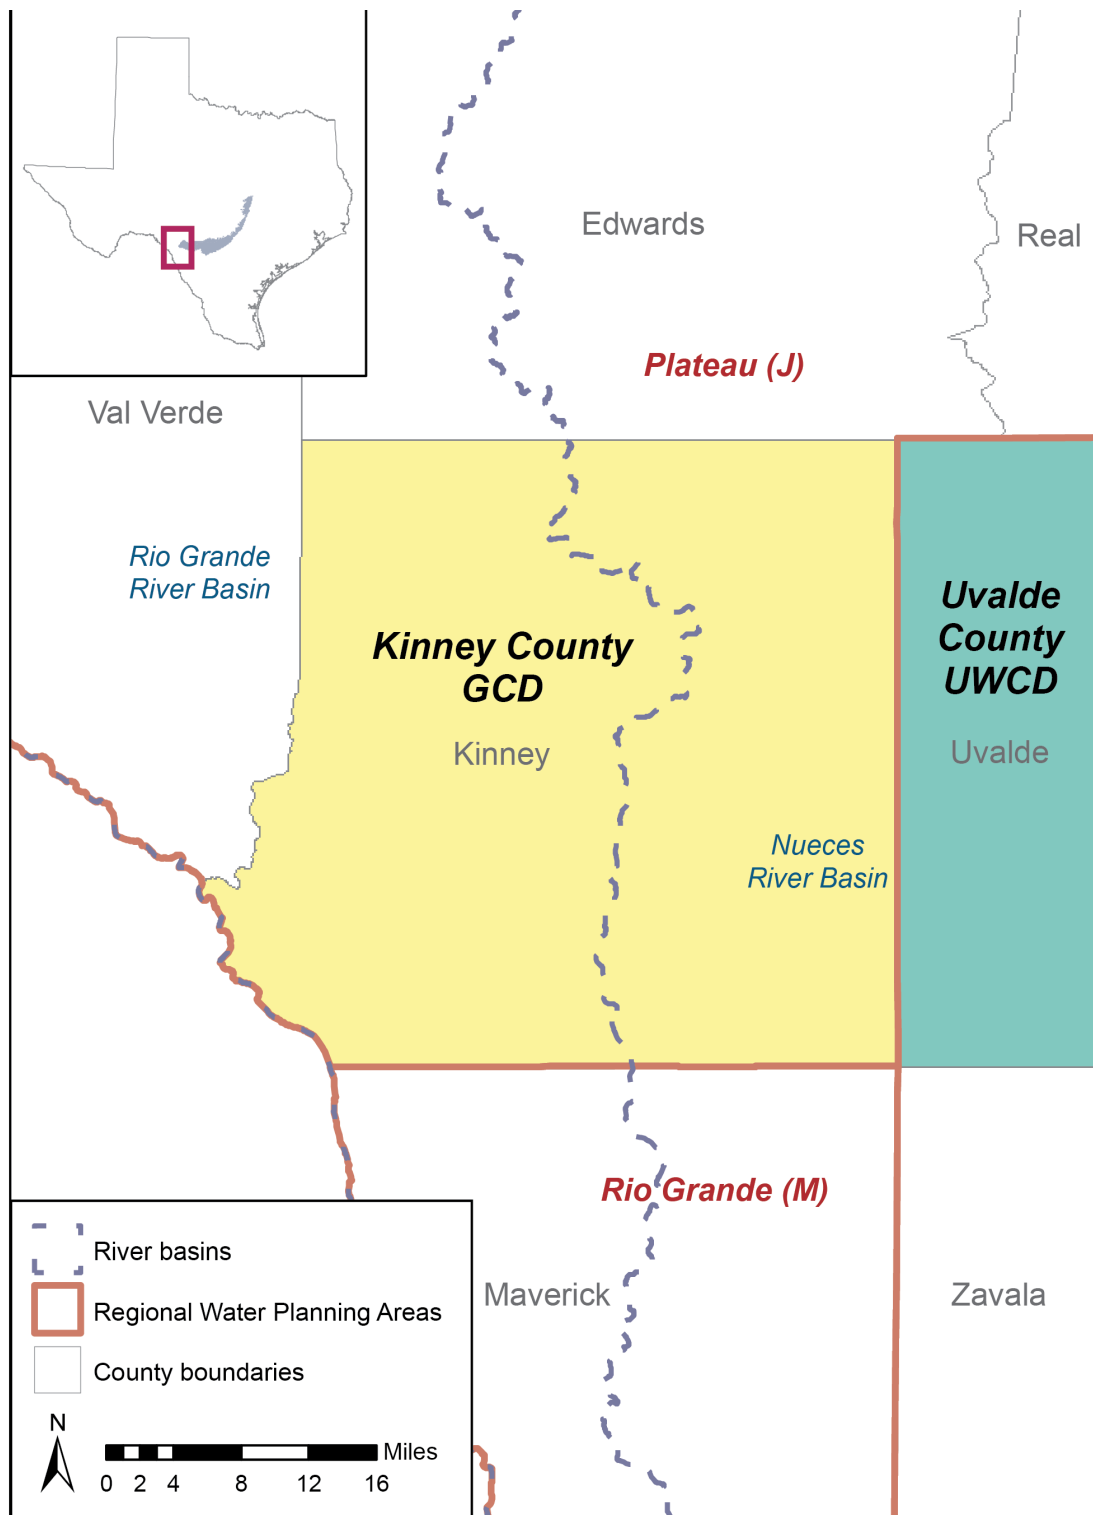 Edwards
Real
Plateau (J)
Val Verde
Rio Grande
River Basin
Kinney County
GCD
Kinney
Uvalde
County
UWCD
Uvalde
Nueces
River Basin
Rio Grande (M)
Maverick
Zavala
River basins
Regional Water Planning Areas
County boundaries
N
Miles
0 2 4 8 12 16